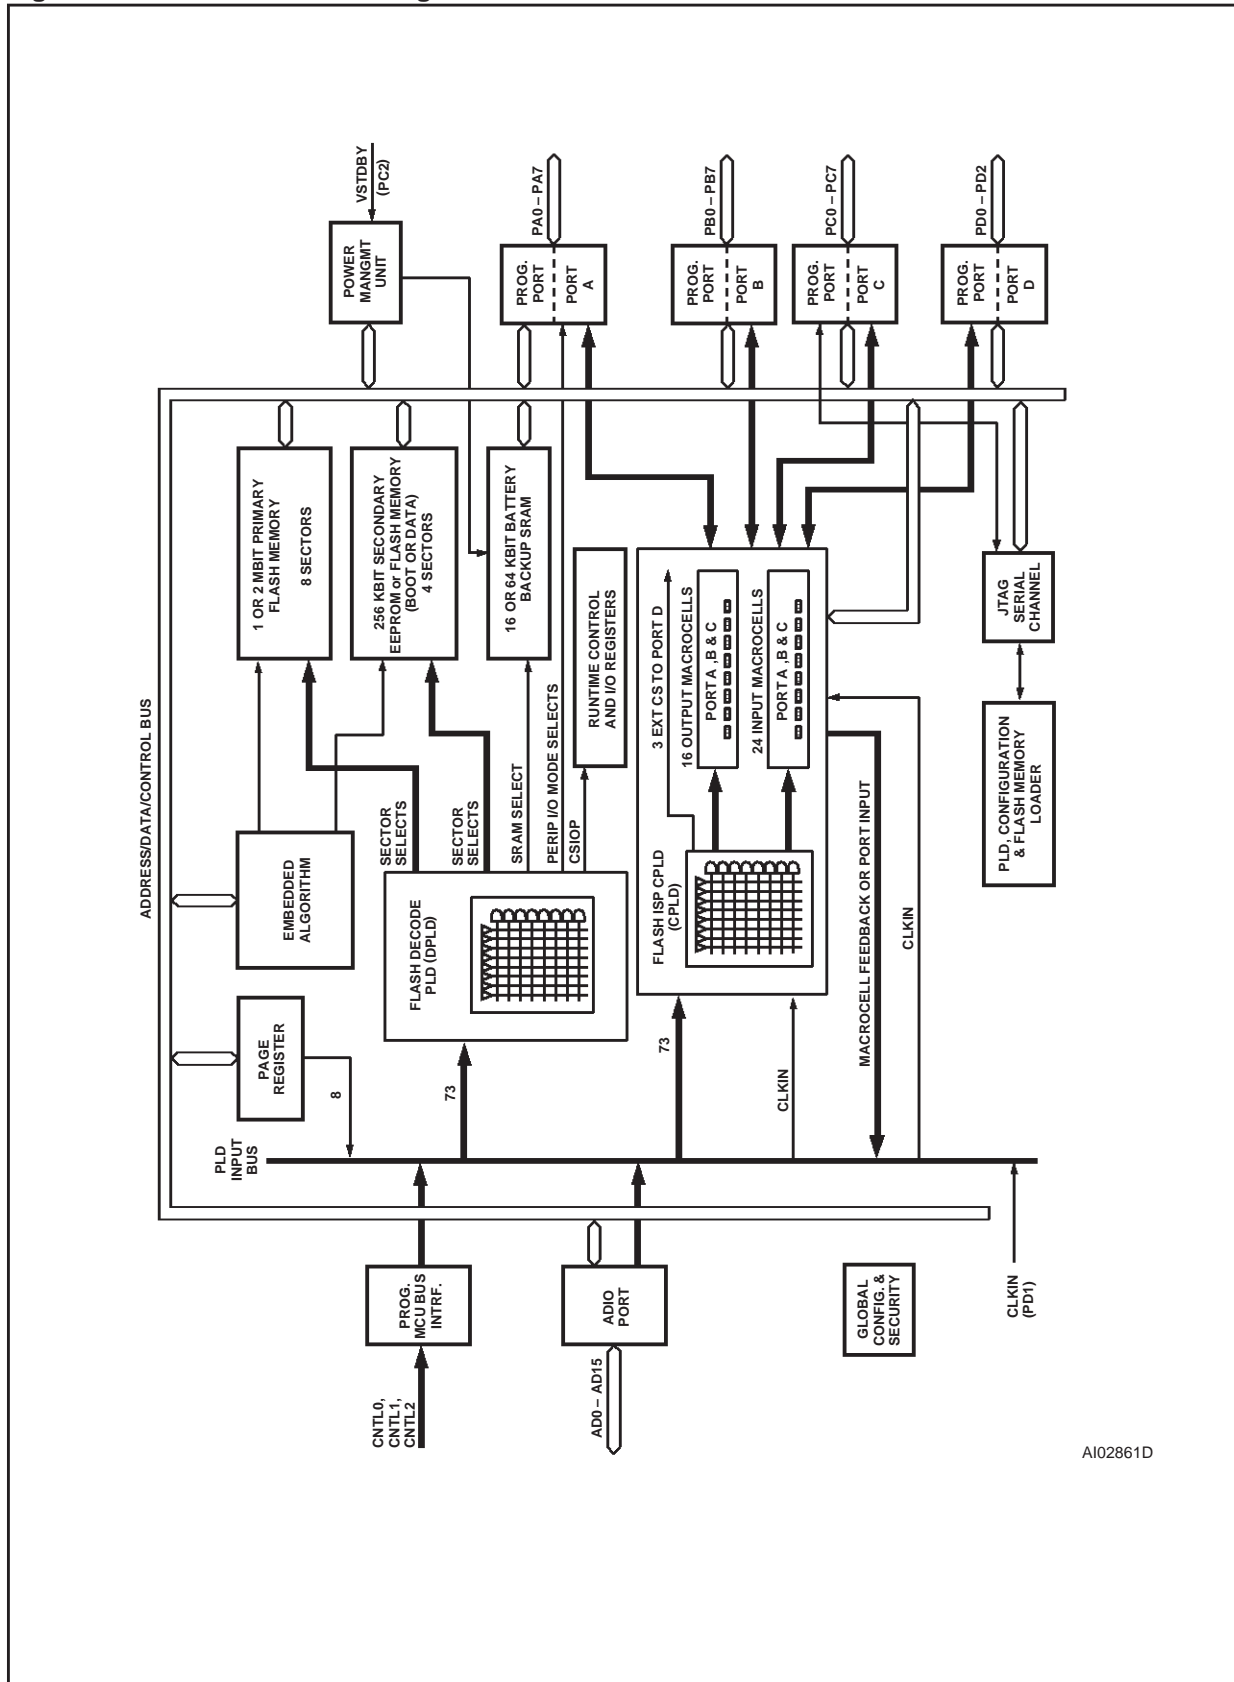 ADDRESS/DATA/CONTROL BUS
CNTL0,
CNTL1,
CNTL2
PROG.
MCU BUS
INTRF.
PLD
INPUT
BUS
PAGE
REGISTER
8
EMBEDDED
ALGORITHM
1 OR 2 MBIT PRIMARY
FLASH MEMORY
8 SECTORS
POWER
MANGMT
UNIT
VSTDBY
(PC2)
256 KBIT SECONDARY
EEPROM or FLASH MEMORY
(BOOT OR DATA)
4 SECTORS
SECTOR
SELECTS
SECTOR
SELECTS
73
FLASH DECODE
PLD (DPLD)
SRAM SELECT
16 OR 64 KBIT BATTERY
BACKUP SRAM
PERIP I/O MODE SELECTS
CSIOP
RUNTIME CONTROL
AND I/O REGISTERS
PROG.
PORT
PORT
A
PA0 – PA7
AD0 – AD15
ADIO
PORT
73
FLASH ISP CPLD
(CPLD)
3 EXT CS TO PORT D
16 OUTPUT MACROCELLS
PORT A ,B & C
24 INPUT MACROCELLS
PORT A ,B & C
PROG.
PORT
PORT
B
PB0 – PB7
CLKIN
PROG.
PORT
PORT
C
PC0 – PC7
MACROCELL FEEDBACK OR PORT INPUT
CLKIN
GLOBAL
CONFIG. &
SECURITY
PROG.
PORT
PORT
D
PD0 – PD2
CLKIN
(PD1)
PLD, CONFIGURATION
& FLASH MEMORY
LOADER
JTAG
SERIAL
CHANNEL
AI02861D